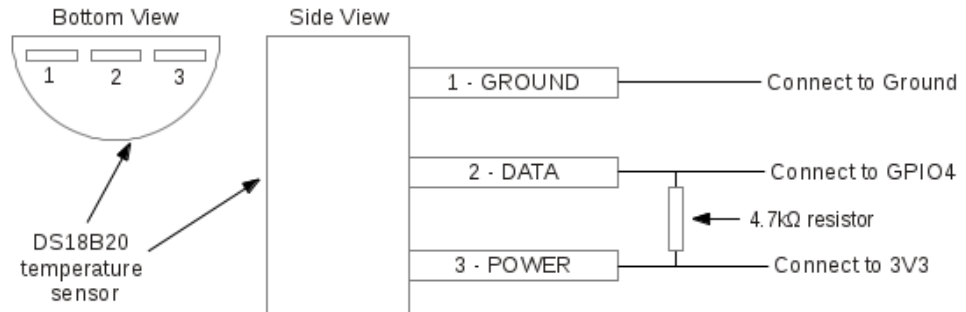 Bottom View
Side View
1
2
3
1 - GROUND
Connect to Ground
2 - DATA
Connect to GPIO4
4.7kΩ resistor
3 - POWER
Connect to 3V3
DS18B20
temperature
sensor